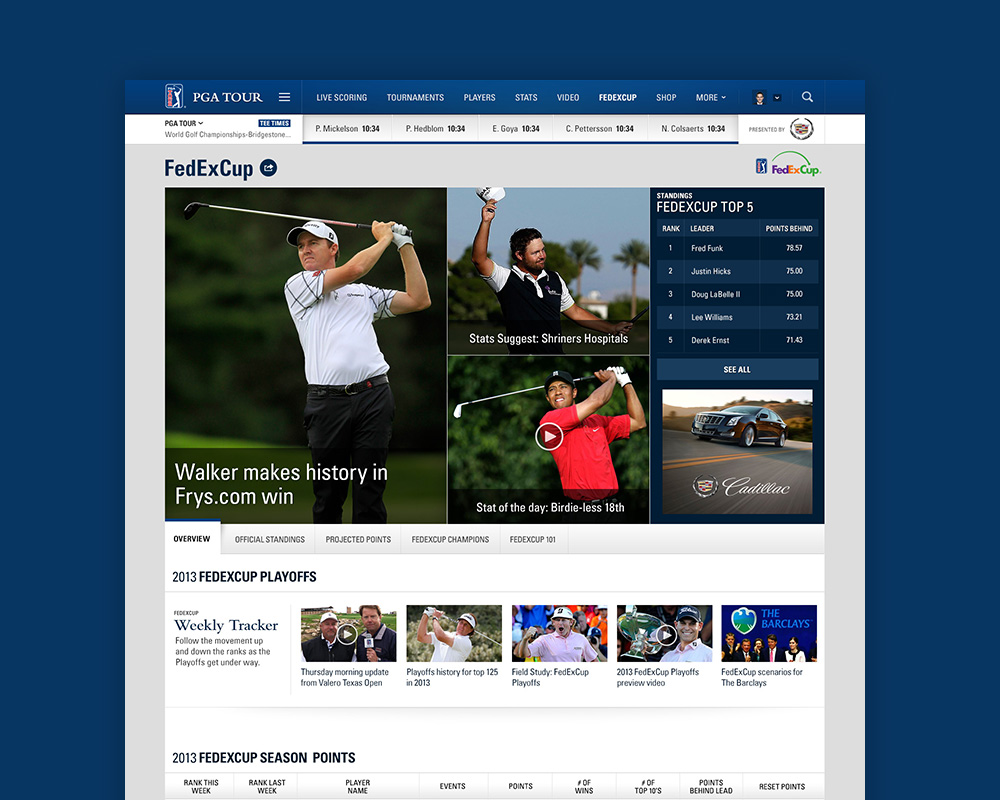 PGA TOUR
LIVE SCORING TOURNAMENTS PLAYERS STATS VIDEO FEDEXCUP SHOP MORE
PGA TOUR TEE TIMES
World Golf Championships-Bridgestone...
P. Mickelson 10:34 P. Hedblom 10:34 E. Goya 10:34 C. Pettersson 10:34 N. Colsaerts 10:34
PRESENTED BY
FedExCup
FedExCup
Walker makes history in
Frys.com win
Stats Suggest: Shriners Hospitals
Stat of the day: Birdie-less 18th
STANDINGS
FEDEXCUP TOP 5
RANK LEADER POINTS BEHIND
1 Fred Funk 78.57
2 Justin Hicks 75.00
3 Doug LaBelle II 75.00
4 Lee Williams 73.21
5 Derek Ernst 71.43
SEE ALL
Cadillac
OVERVIEW OFFICIAL STANDINGS PROJECTED POINTS FEDEXCUP CHAMPIONS FEDEXCUP 101
2013 FEDEXCUP PLAYOFFS
FEDEXCUP
Weekly Tracker
Follow the movement up
and down the ranks as the
Playoffs get under way.
Thursday morning update
from Valero Texas Open
Playoffs history for top 125
in 2013
Field Study: FedExCup
Playoffs
2013 FedExCup Playoffs
preview video
THE
BARCLAYS
FedExCup scenarios for
The Barclays
2013 FEDEXCUP SEASON POINTS
RANK THIS WEEK RANK LAST WEEK PLAYER NAME EVENTS POINTS # OF WINS # OF TOP 10'S POINTS BEHIND LEAD RESET POINTS